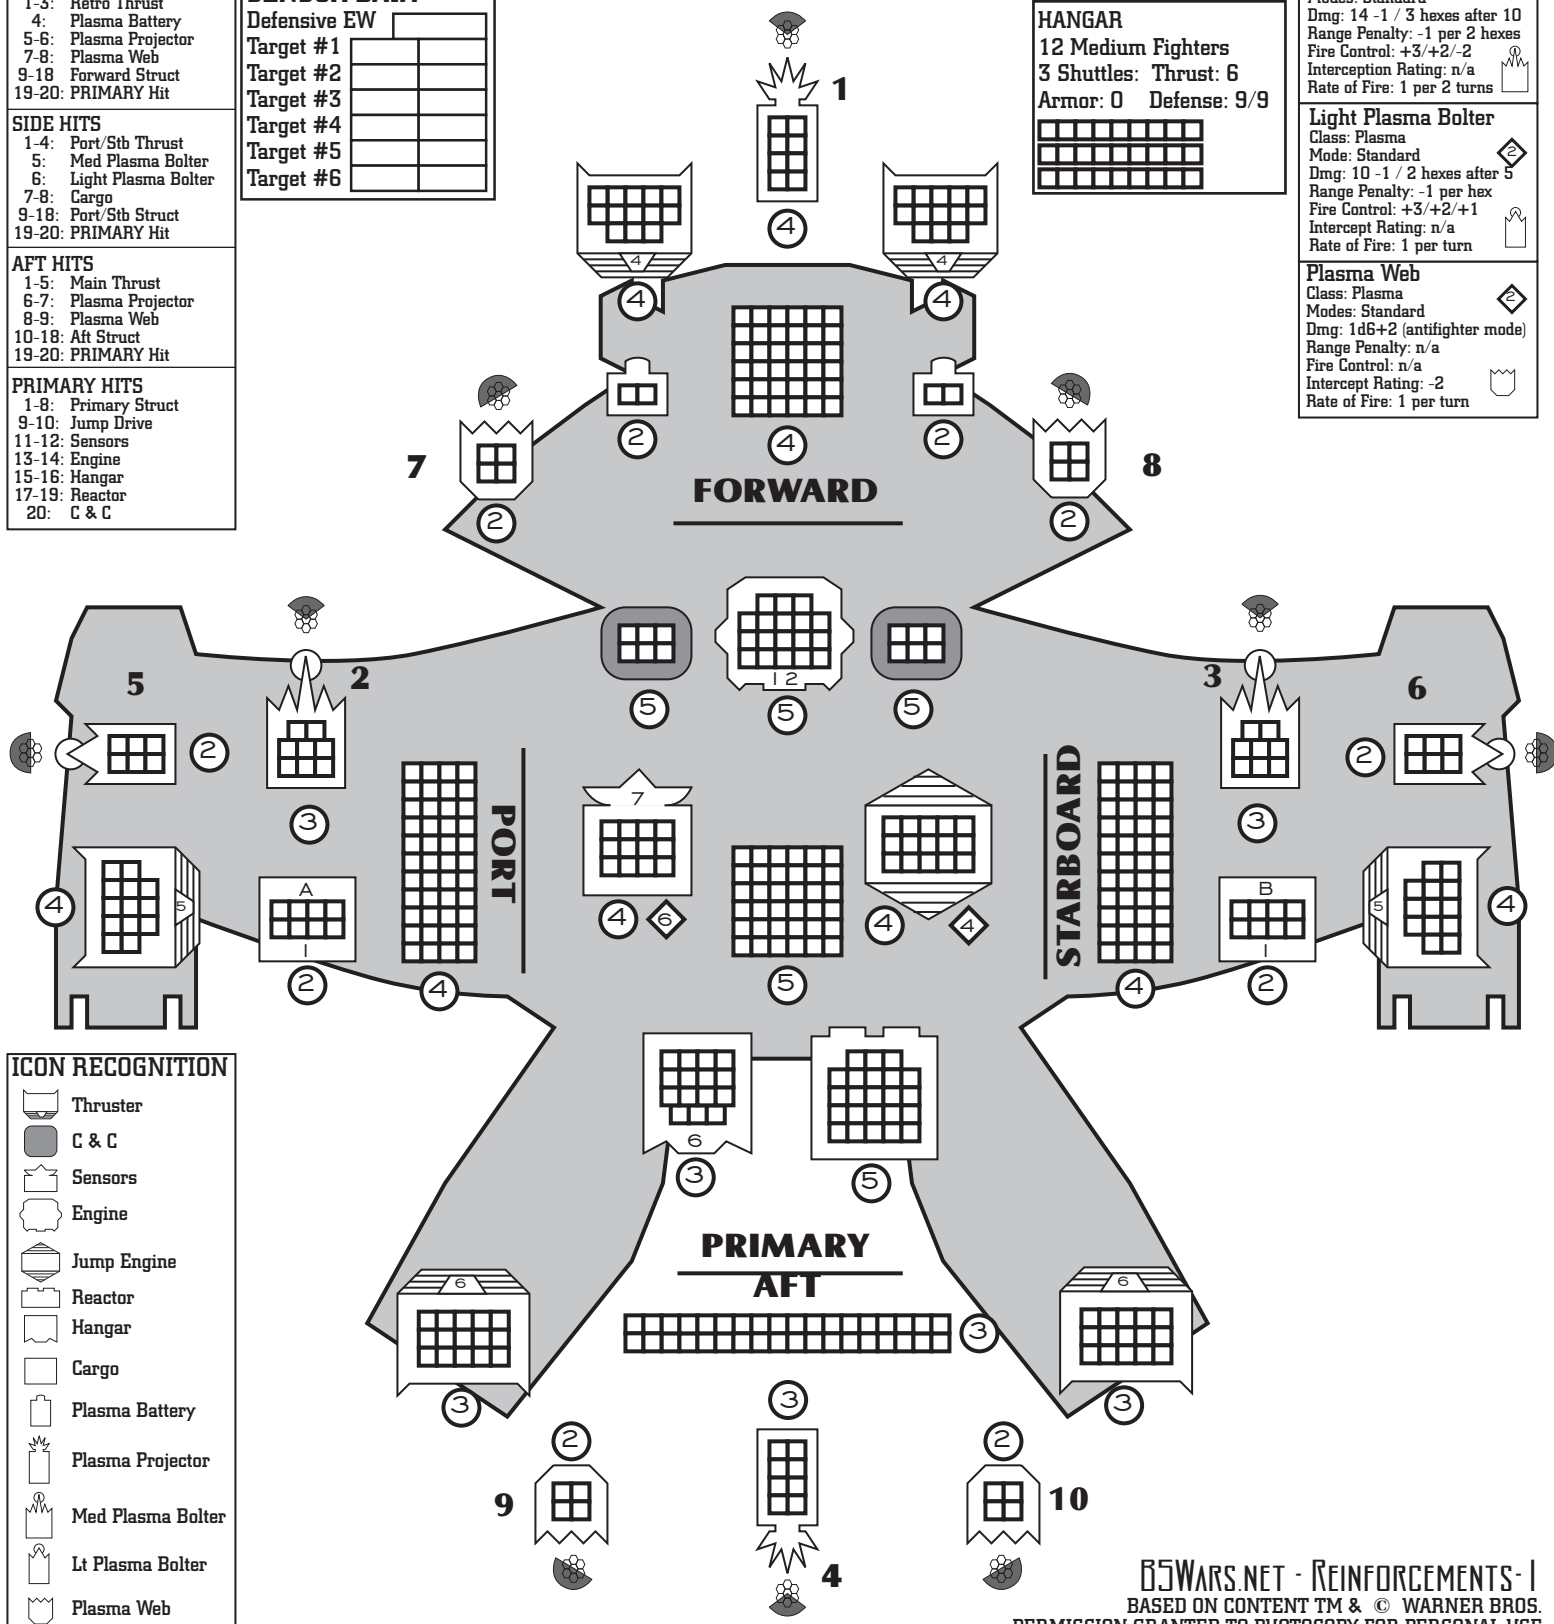 1-3: Retro Thrust
4: Plasma Battery
5-6: Plasma Projector
7-8: Plasma Web
9-18 Forward Struct
19-20: PRIMARY Hit
SIDE HITS
1-4: Port/Stb Thrust
5: Med Plasma Bolter
6: Light Plasma Bolter
7-8: Cargo
9-18: Port/Stb Struct
19-20: PRIMARY Hit
AFT HITS
1-5: Main Thrust
6-7: Plasma Projector
8-9: Plasma Web
10-18: Aft Struct
19-20: PRIMARY Hit
PRIMARY HITS
1-8: Primary Struct
9-10: Jump Drive
11-12: Sensors
13-14: Engine
15-16: Hangar
17-19: Reactor
20: C & C
Defensive EW
Target #1
Target #2
Target #3
Target #4
Target #5
Target #6
HANGAR
12 Medium Fighters
3 Shuttles: Thrust: 6
Armor: 0 Defense: 9/9
Dmg: 14 -1 / 3 hexes after 10
Range Penalty: -1 per 2 hexes
Fire Control: +3/+2/-2
Interception Rating: n/a
Rate of Fire: 1 per 2 turns
Light Plasma Bolter
Class: Plasma
Mode: Standard
2
Dmg: 10 -1 / 2 hexes after 5
Range Penalty: -1 per hex
Fire Control: +3/+2/+1
Intercept Rating: n/a
Rate of Fire: 1 per turn
Plasma Web
Class: Plasma
2
Modes: Standard
Dmg: 1d6+2 (antifighter mode)
Range Penalty: n/a
Fire Control: n/a
Intercept Rating: -2
Rate of Fire: 1 per turn
1
4
4 4
4 4
2 4 2
7 8
2 2
FORWARD
5 2 3 6
12
5 5 5
2 2
3 3
PORT
STARBOARD
7
4 6 4 4
5
4 5 A 1 2 4
B 1 2 4 5 4
6 5
3 5
PRIMARY
AFT
6 6
3
3 3
3
2 2
9 10
4
ICON RECOGNITION
Thruster
C & C
Sensors
Engine
Jump Engine
Reactor
Hangar
Cargo
Plasma Battery
Plasma Projector
Med Plasma Bolter
Lt Plasma Bolter
Plasma Web
B5WARS.NET - REINFORCEMENTS-1
BASED ON CONTENT TM & © WARNER BROS.
PERMISSION GRANTED TO PHOTOCOPY FOR PERSONAL USE